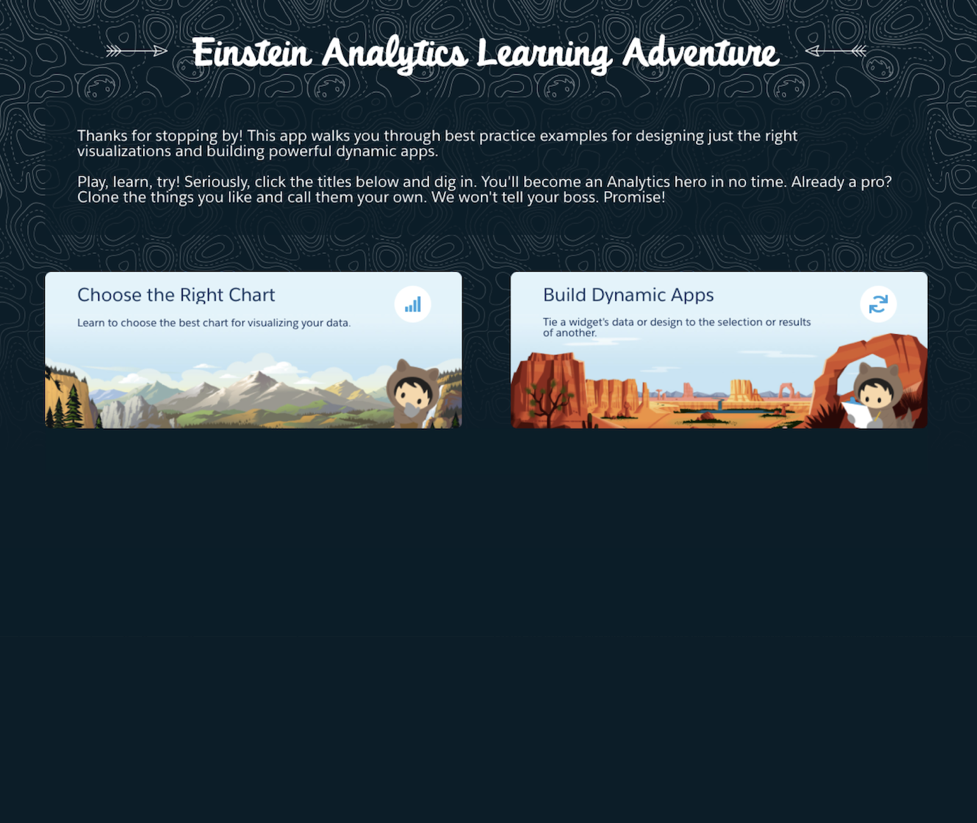 Einstein Analytics Learning Adventure
Thanks for stopping by! This app walks you through best practice examples for designing just the right
visualizations and building powerful dynamic apps.
Play, learn, try! Seriously, click the titles below and dig in. You'll become an Analytics hero in no time. Already a pro?
Clone the things you like and call them your own. We won't tell your boss. Promise!
Choose the Right Chart
Learn to choose the best chart for visualizing your data.
Build Dynamic Apps
Tie a widget's data or design to the selection or results
of another.